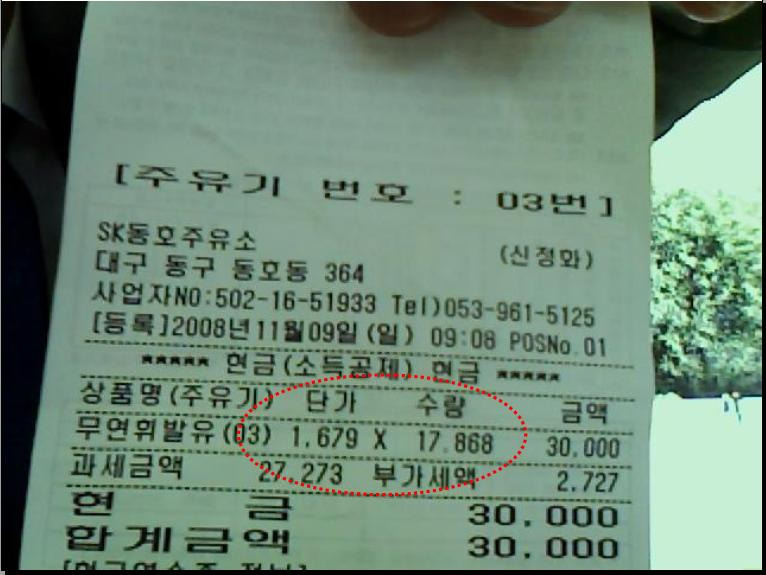 [주유기 번호 : 03번]
SK동호주유소 (신정화)
대구 동구 동호동 364
사업자NO:502-16-51933 Tel)053-961-5125
[등록]2008년11월09일(일) 09:08 POSNo.01
***** 현금(소득공제) 현금 *****
상품명(주유기) 단가 수량 금액
무연휘발유(03) 1,679 X 17.868 30,000
과세금액 27,273 부가세액 2,727
현 금 30,000
합계금액 30,000